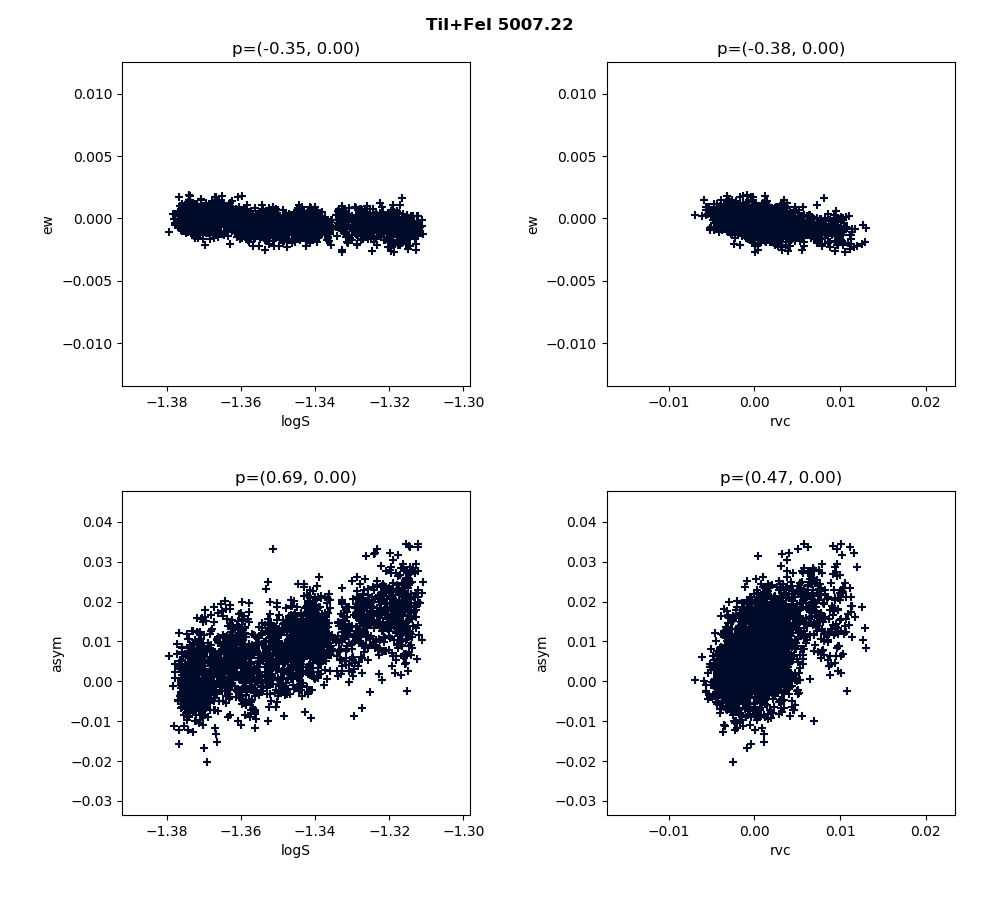 TiI+FeI 5007.22
p=(-0.35, 0.00)
0.010
0.005
0.000
−0.005
−0.010
ew
−1.38 −1.36 −1.34 −1.32 −1.30
logS
p=(-0.38, 0.00)
0.010
0.005
0.000
−0.005
−0.010
ew
−0.01 0.00 0.01 0.02
rvc
p=(0.69, 0.00)
0.04
0.03
0.02
0.01
0.00
−0.01
−0.02
−0.03
asym
−1.38 −1.36 −1.34 −1.32 −1.30
logS
p=(0.47, 0.00)
0.04
0.03
0.02
0.01
0.00
−0.01
−0.02
−0.03
asym
−0.01 0.00 0.01 0.02
rvc